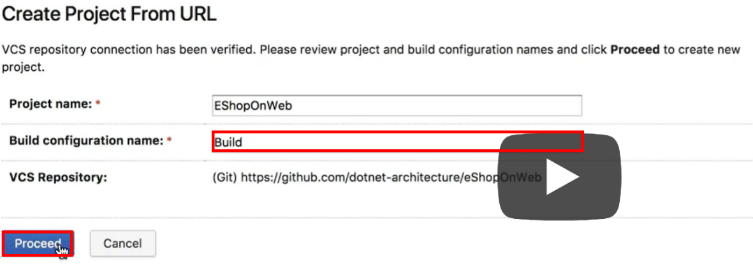 Create Project From URL
VCS repository connection has been verified. Please review project and build configuration names and click Proceed to create new
project.
Project name: * EShopOnWeb
Build configuration name: * Build
VCS Repository: (Git) https://github.com/dotnet-architecture/eShopOnWeb
Proceed Cancel